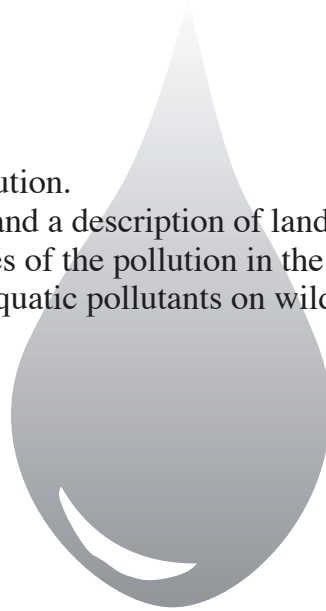 ution.
and a description of land
es of the pollution in the
quatic pollutants on wild